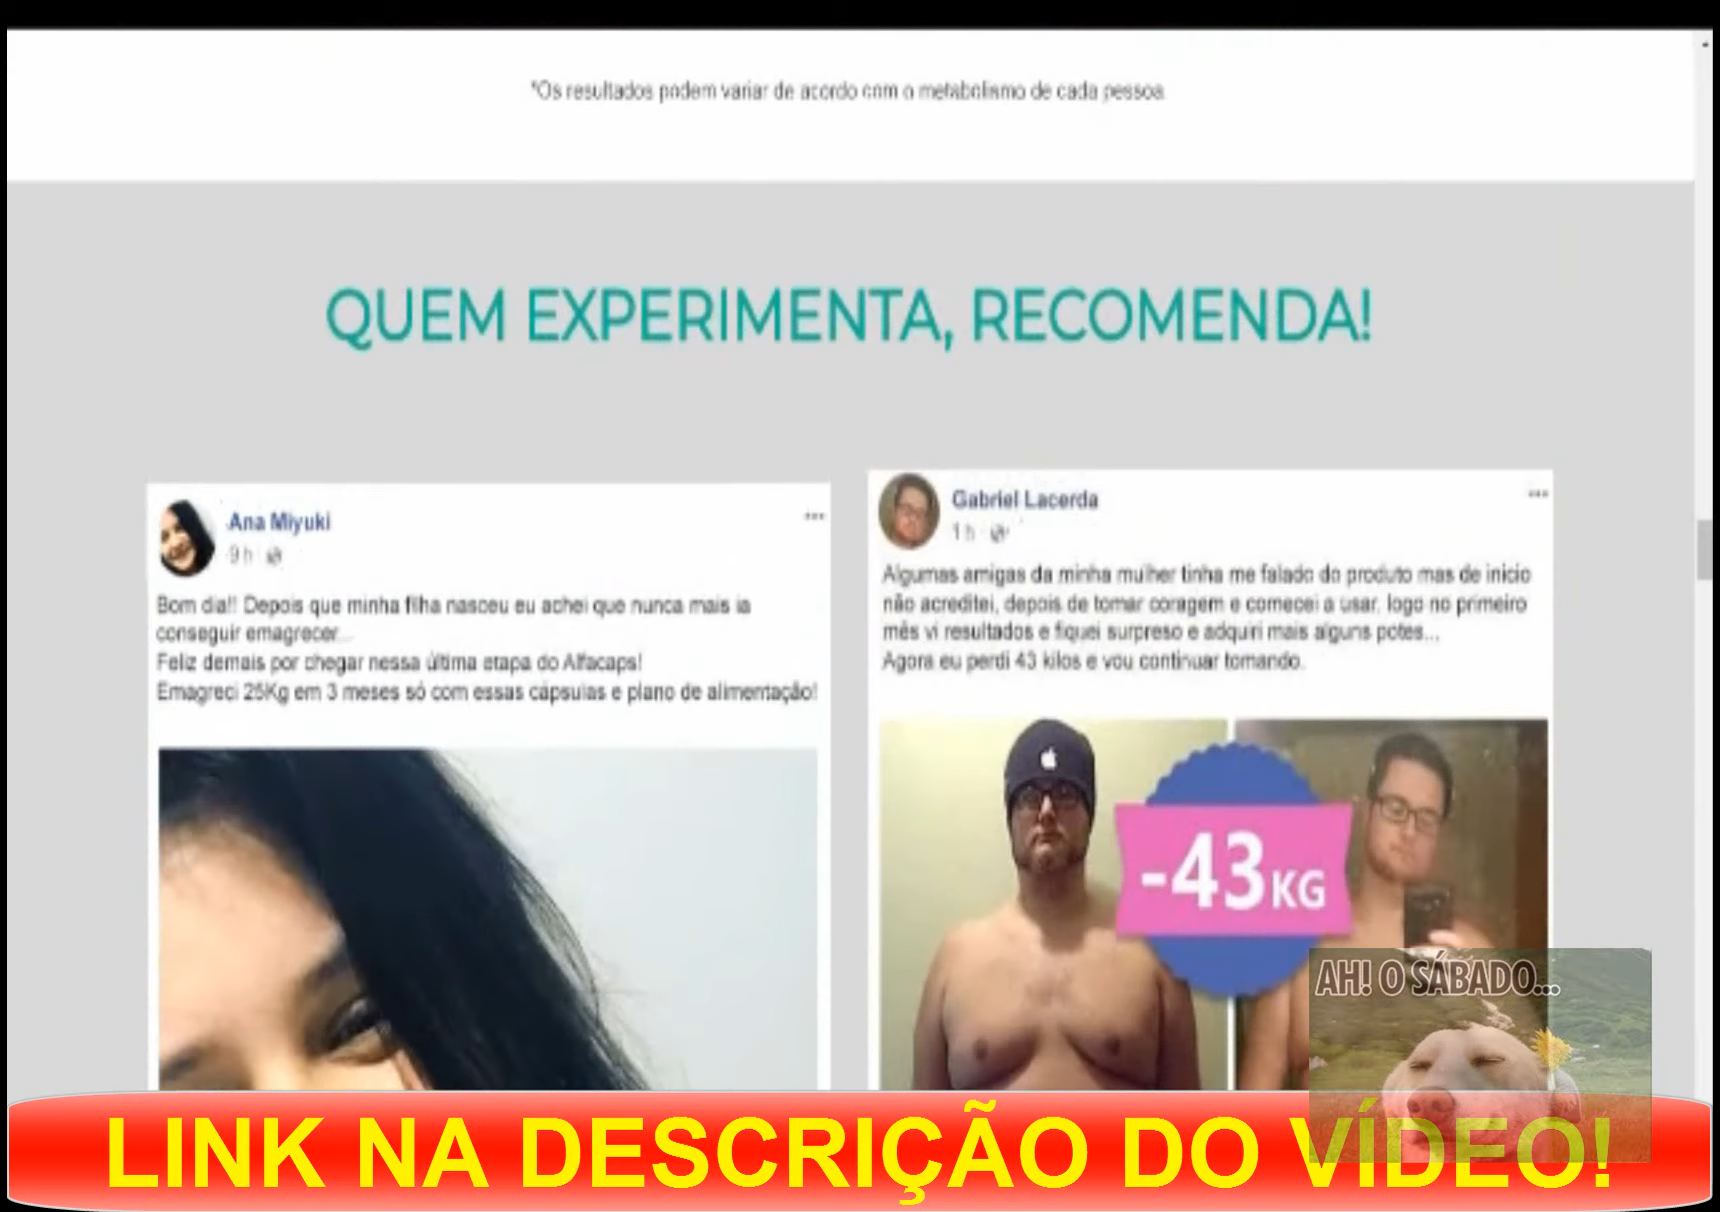 *Os resultados podem variar de acordo com o metabolismo de cada pessoa
QUEM EXPERIMENTA, RECOMENDA!
Ana Miyuki
9 h
Bom dia!! Depois que minha filha nasceu eu achei que nunca mais ia
conseguir emagrecer...
Feliz demais por chegar nessa última etapa do Alfacaps!
Emagreci 25Kg em 3 meses só com essas cápsulas e plano de alimentação!
Gabriel Lacerda
1 h
Algumas amigas da minha mulher tinha me falado do produto mas de inicio
não acreditei, depois de tomar coragem e comecei a usar, logo no primeiro
mês vi resultados e fiquei surpreso e adquiri mais alguns potes...
Agora eu perdi 43 kilos e vou continuar tomando.
-43KG
AH! O SÁBADO...
LINK NA DESCRIÇÃO DO VÍDEO!